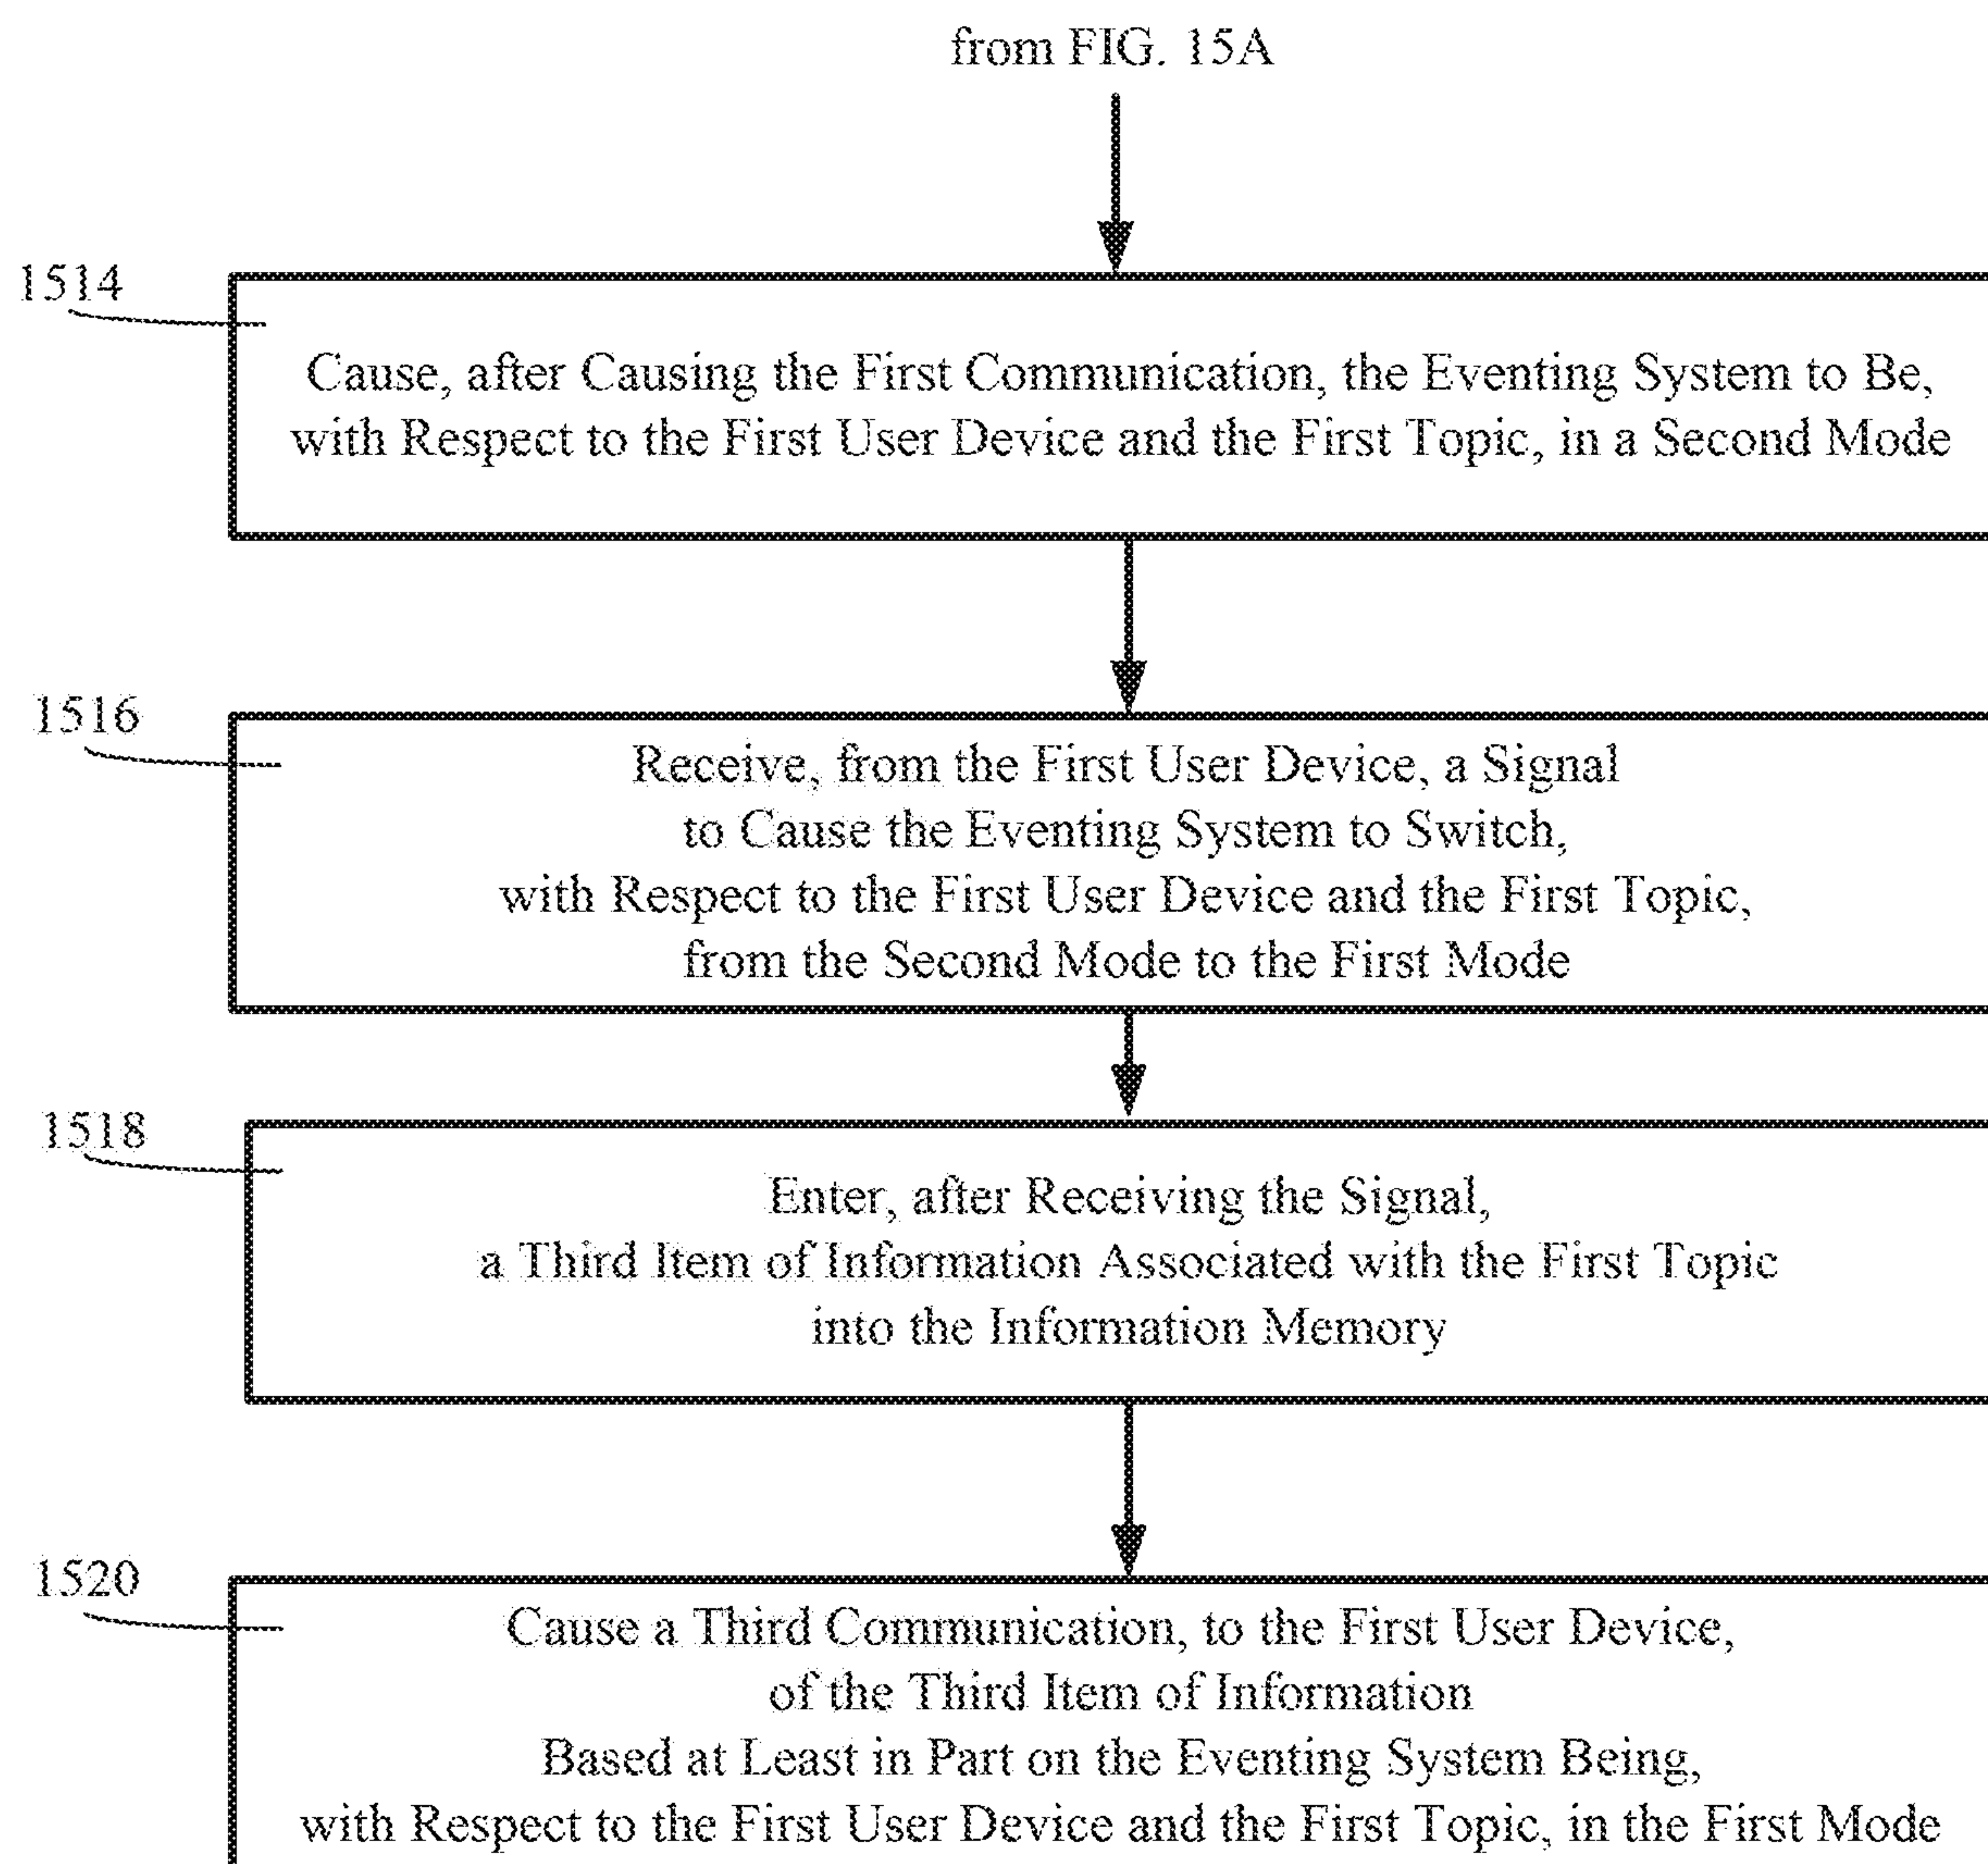 from FIG. 15A
1514
Cause, after Causing the First Communication, the Eventing System to Be,
with Respect to the First User Device and the First Topic, in a Second Mode
1516
Receive, from the First User Device, a Signal
to Cause the Eventing System to Switch,
with Respect to the First User Device and the First Topic,
from the Second Mode to the First Mode
1518
Enter, after Receiving the Signal,
a Third Item of Information Associated with the First Topic
into the Information Memory
1520
Cause a Third Communication, to the First User Device,
of the Third Item of Information
Based at Least in Part on the Eventing System Being,
with Respect to the First User Device and the First Topic, in the First Mode